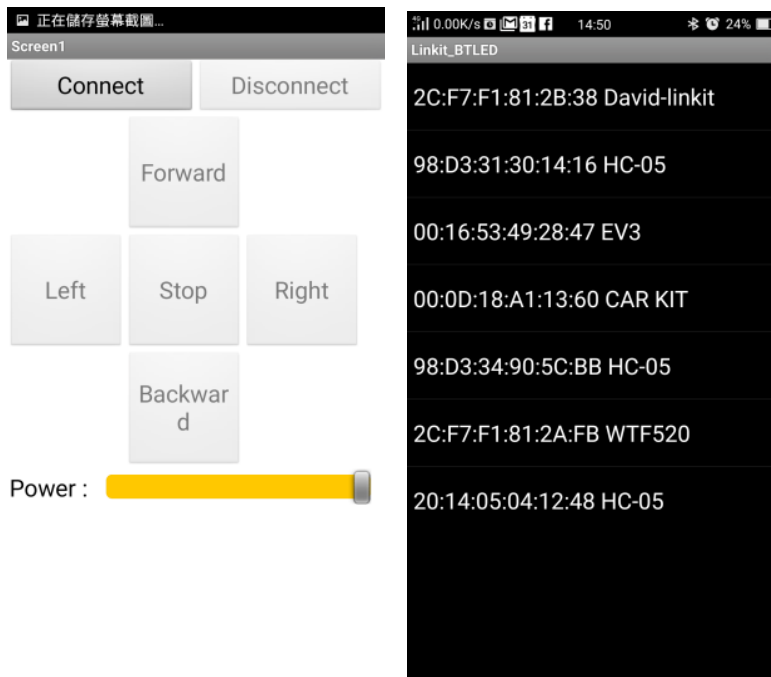 正在儲存螢幕截圖...
Screen1
Connect
Disconnect
Forward
Left
Stop
Right
Backwar
d
Power :
0.00K/s 31 14:50 24%
Linkit_BTLED
2C:F7:F1:81:2B:38 David-linkit
98:D3:31:30:14:16 HC-05
00:16:53:49:28:47 EV3
00:0D:18:A1:13:60 CAR KIT
98:D3:34:90:5C:BB HC-05
2C:F7:F1:81:2A:FB WTF520
20:14:05:04:12:48 HC-05